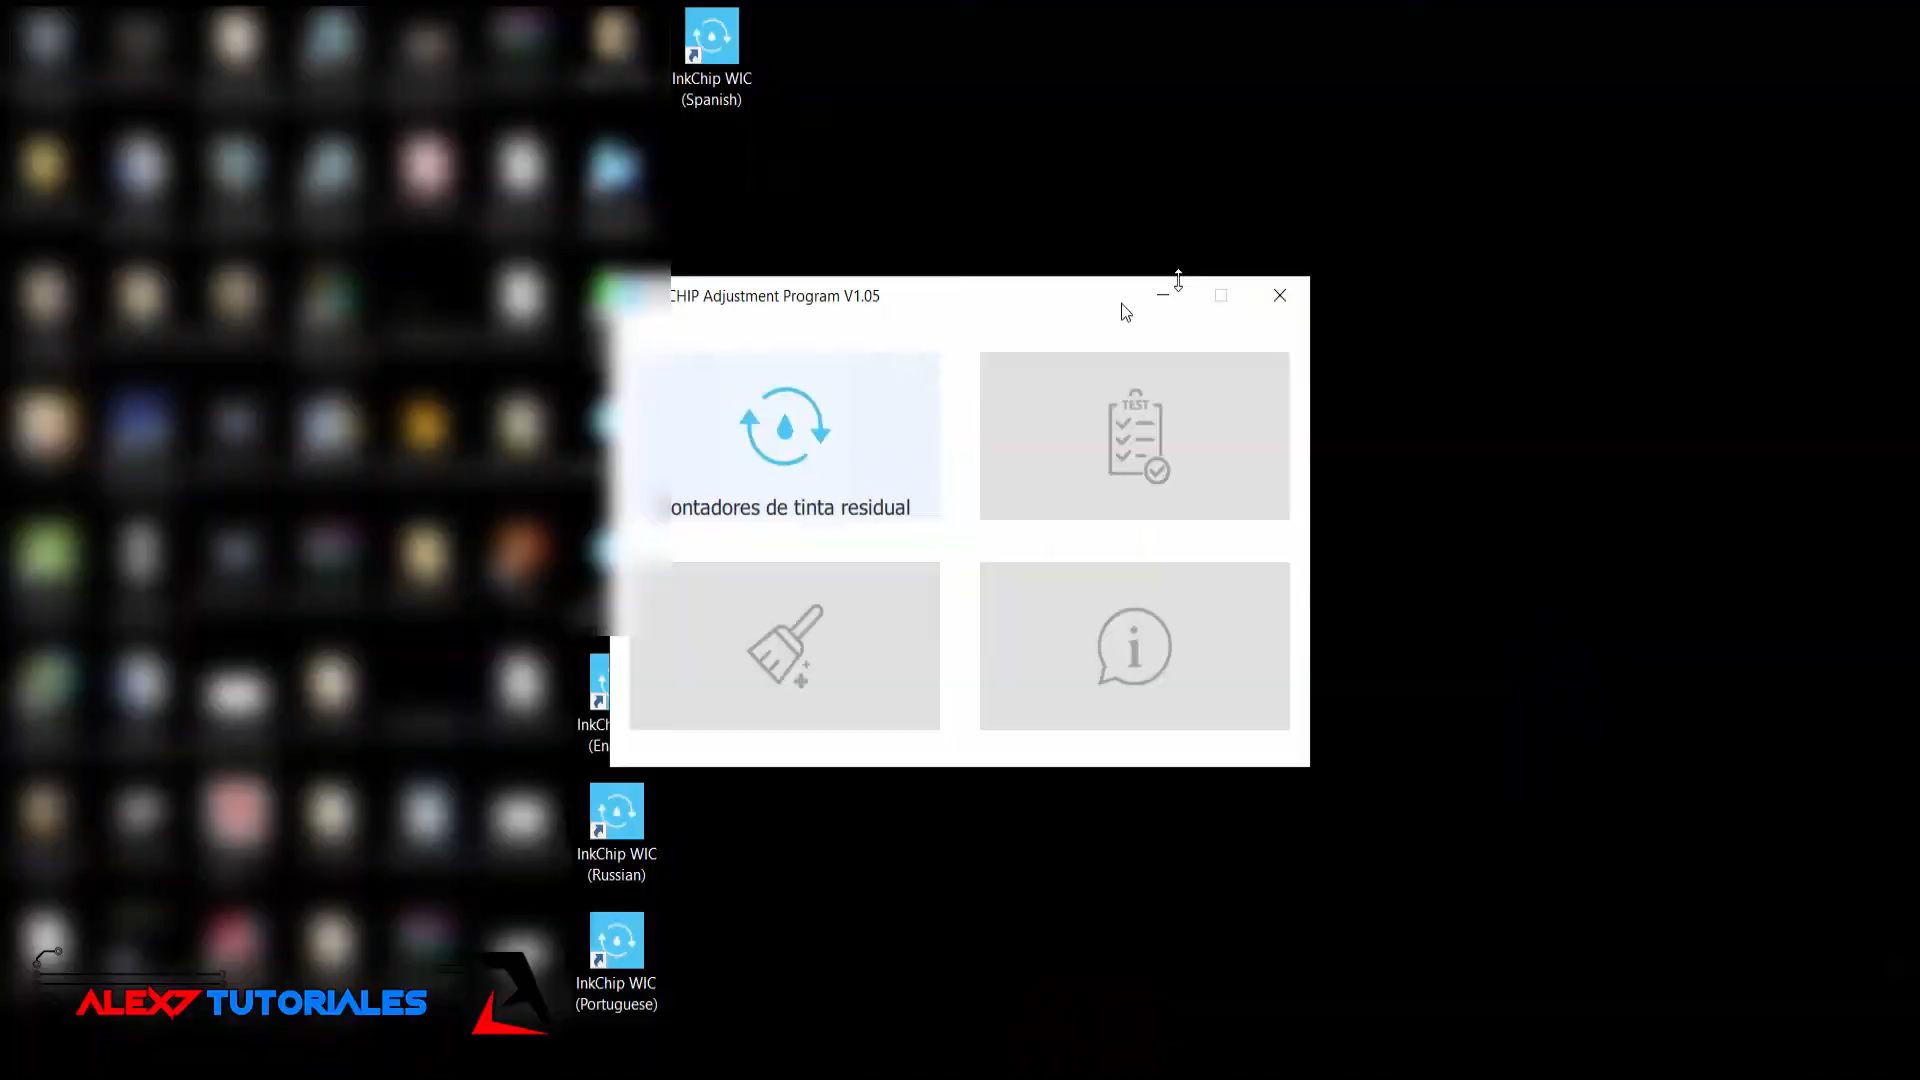 InkChip WIC
(Spanish)
CHIP Adjustment Program V1.05
TEST
ontadores de tinta residual
InkCh
(En
InkChip WIC
(Russian)
InkChip WIC
(Portuguese)
ALEX7 TUTORIALES